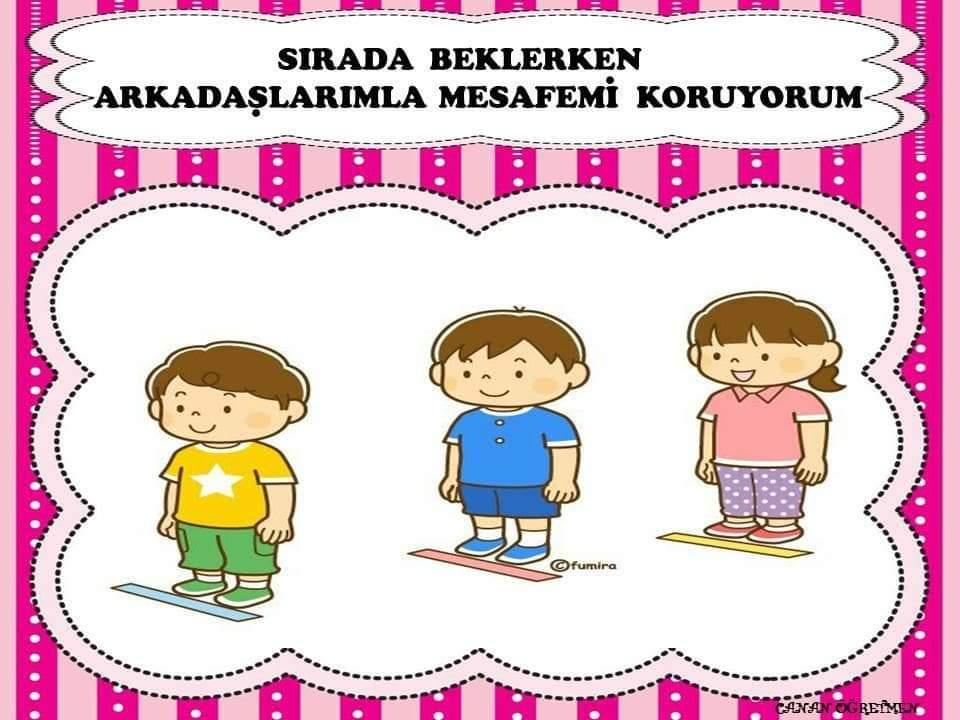 SIRADA BEKLERKEN
ARKADAŞLARIMLA MESAFEMİ KORUYORUM
©fumira
CANAN ÖĞRETMEN